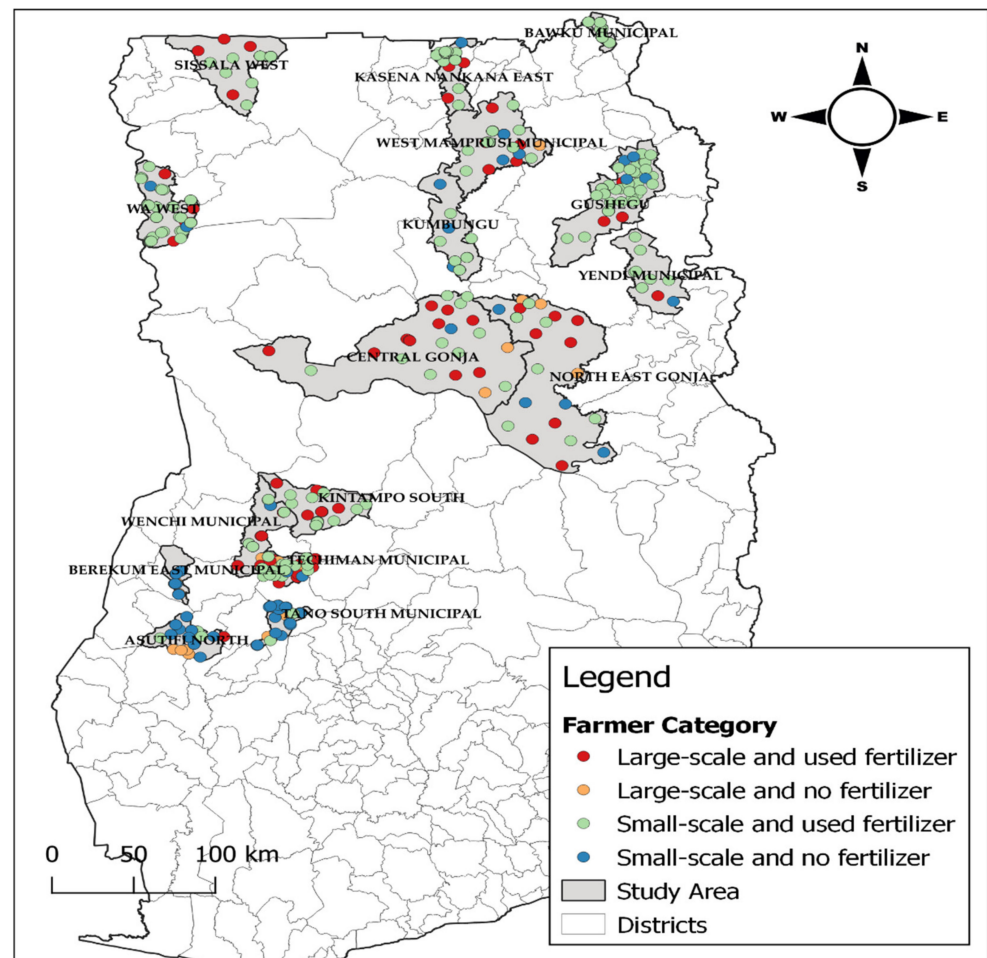 BAWKU MUNICIPAL
N
SISSALA WEST
KASENA NANKANA EAST
W
E
WEST MAMPRUSI MUNICIPAL
S
WA WEST
GUSHEGU
KUMBUNGU
YENDI MUNICIPAL
CENTRAL GONJA
NORTH EAST GONJA
KINTAMPO SOUTH
WENCHI MUNICIPAL
TECHIMAN MUNICIPAL
BEREKUM EAST MUNICIPAL
TANO SOUTH MUNICIPAL
ASUTIFI NORTH
Legend
Farmer Category
Large-scale and used fertilizer
Large-scale and no fertilizer
Small-scale and used fertilizer
Small-scale and no fertilizer
Study Area
Districts
0 50 100 km